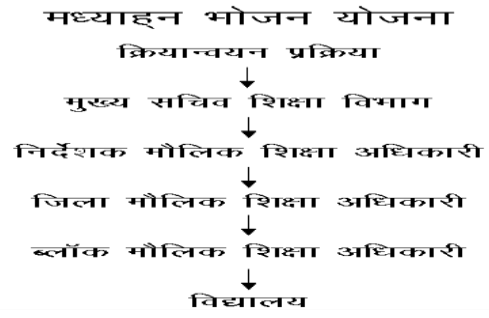 मध्याह्न भोजन योजना
क्रियान्वयन प्रक्रिया
मुख्य सचिव शिक्षा विभाग
निर्देशक मौलिक शिक्षा अधिकारी
जिला मौलिक शिक्षा अधिकारी
ब्लॉक मौलिक शिक्षा अधिकारी
विद्यालय